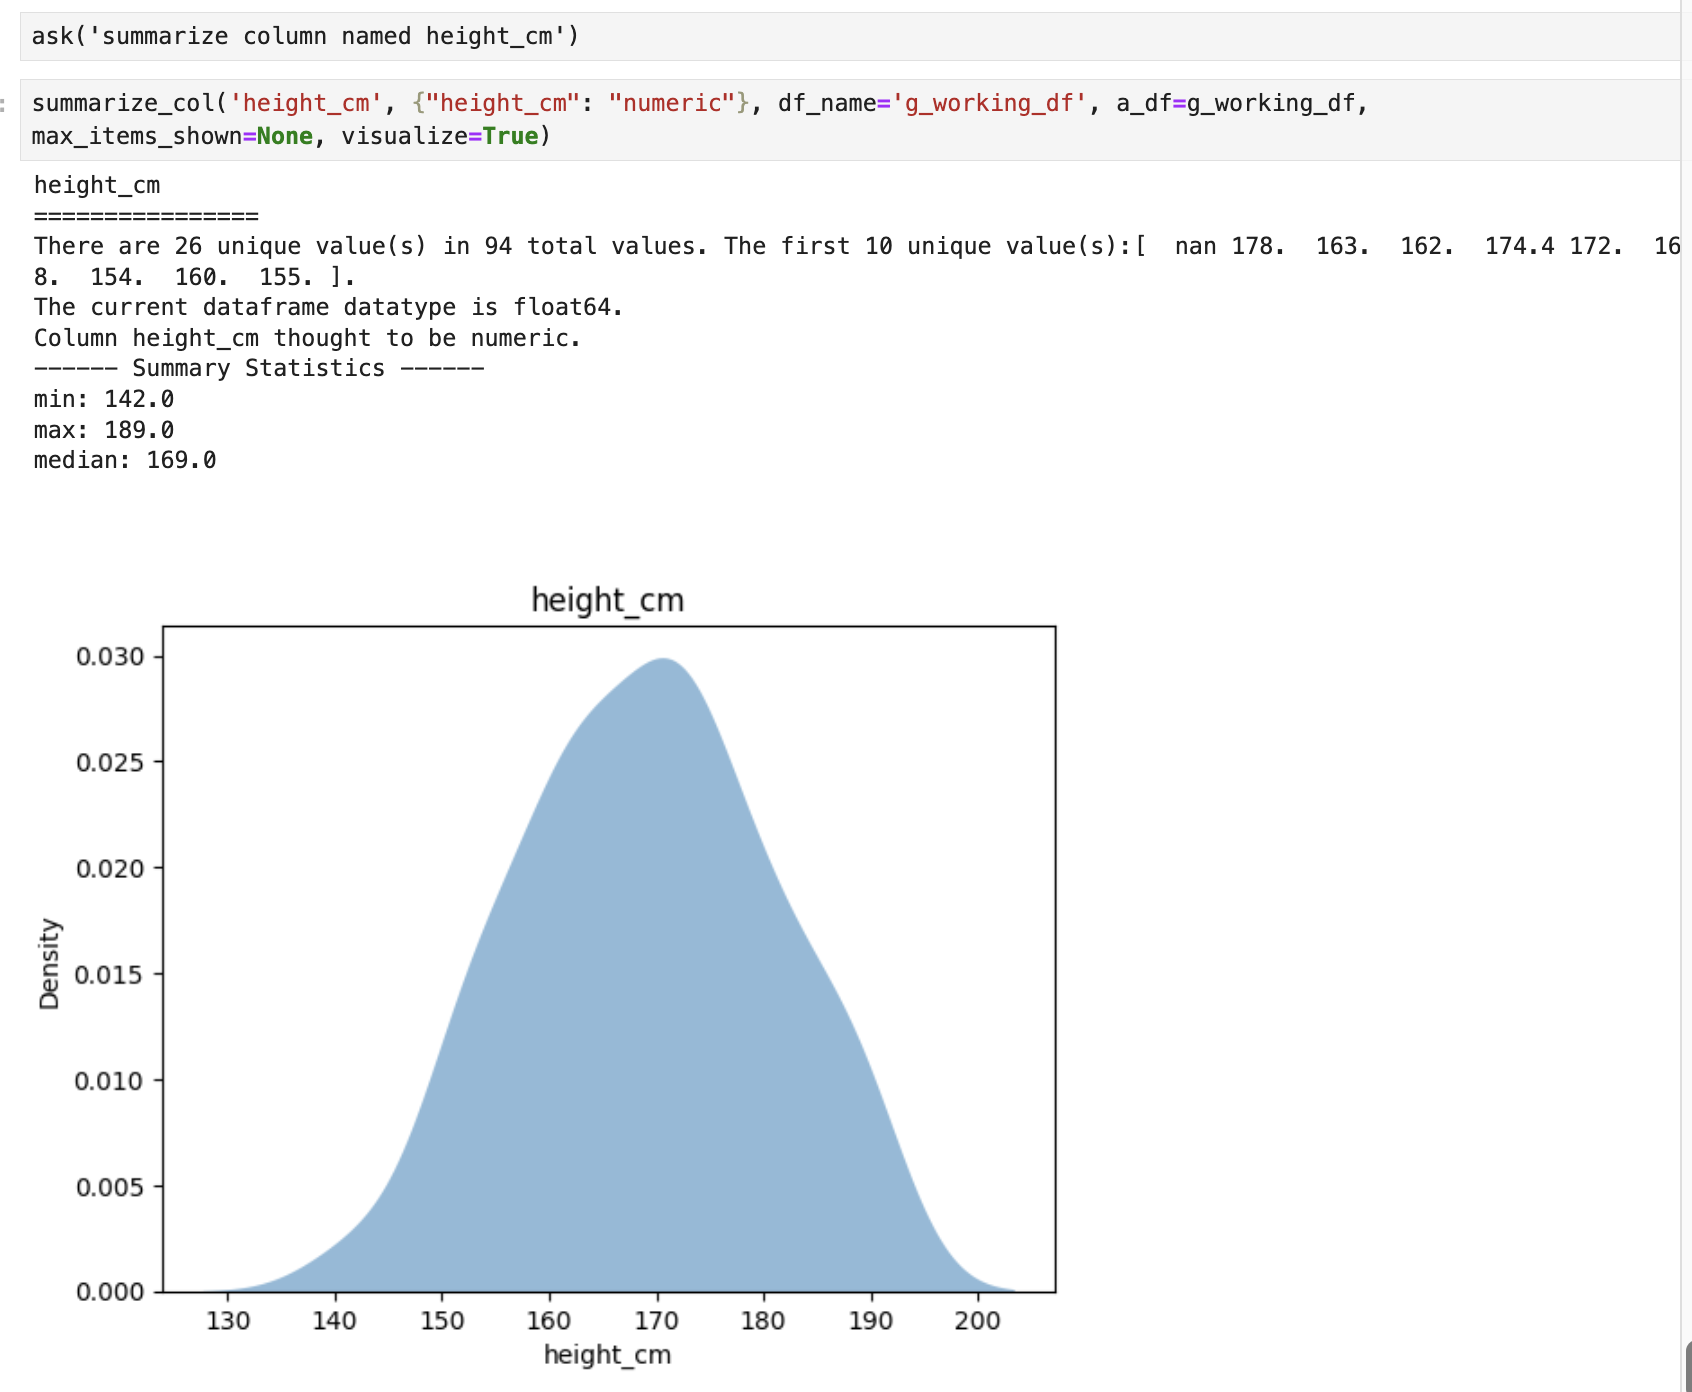 ask('summarize column named height_cm')
summarize_col('height_cm', {"height_cm": "numeric"}, df_name='g_working_df', a_df=g_working_df,
max_items_shown=None, visualize=True)
height_cm
================
There are 26 unique value(s) in 94 total values. The first 10 unique value(s):[  nan 178.  163.  162.  174.4 172.  16
8.  154.  160.  155. ].
The current dataframe datatype is float64.
Column height_cm thought to be numeric.
------ Summary Statistics ------
min: 142.0
max: 189.0
median: 169.0
height_cm
0.030
0.025
0.020
0.015
0.010
0.005
0.000
Density
130 140 150 160 170 180 190 200
height_cm